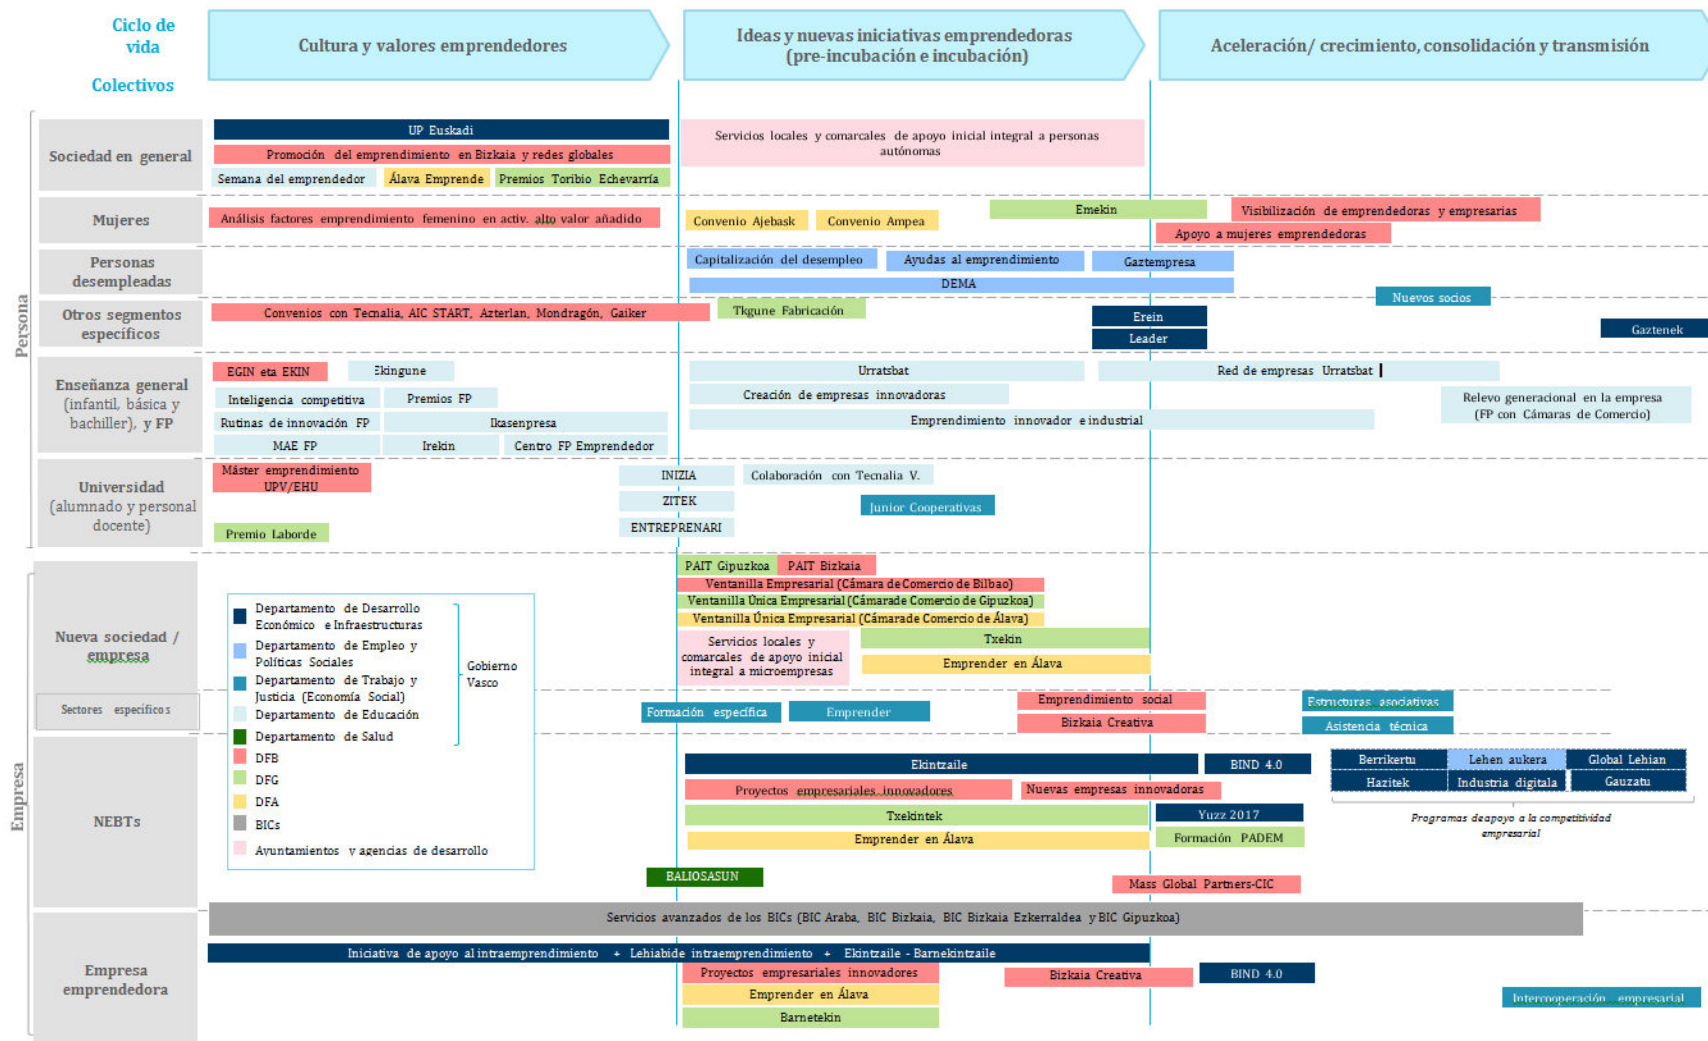 Ciclo de
vida
Colectivos
Cultura y valores emprendedores
Ideas y nuevas iniciativas emprendedoras
(pre-incubación e incubación)
Aceleración/ crecimiento, consolidación y transmisión
Persona
Sociedad en general
UP Euskadi
Promoción del emprendimiento en Bizkaia y redes globales
Semana del emprendedor
Álava Emprende
Premios Toribio Echevarría
Servicios locales y comarcales de apoyo inicial integral a personas
autónomas
Mujeres
Análisis factores emprendimiento femenino en activ. alto valor añadido
Convenio Ajebask
Convenio Ampea
Emekin
Visibilización de emprendedoras y empresarias
Apoyo a mujeres emprendedoras
Personas
desempleadas
Capitalización del desempleo
Ayudas al emprendimiento
Gaztempresa
DEMA
Otros segmentos
específicos
Convenios con Tecnalia, AIC START, Azterlan, Mondragón, Gaiker
Tkgune Fabricación
Erein
Leader
Nuevos socios
Gaztenek
Enseñanza general
(infantil, básica y
bachiller), y FP
EGIN eta EKIN
Ekingune
Inteligencia competitiva
Premios FP
Rutinas de innovación FP
Ikasenpresa
MAE FP
Irekin
Centro FP Emprendedor
Urratsbat
Creación de empresas innovadoras
Emprendimiento innovador e industrial
Red de empresas Urratsbat
Relevo generacional en la empresa
(FP con Cámaras de Comercio)
Universidad
(alumnado y personal
docente)
Máster emprendimiento
UPV/EHU
Premio Laborde
INIZIA
ZITEK
ENTREPRENARI
Colaboración con Tecnalia V.
Junior Cooperativas
Empresa
Nueva sociedad /
empresa
PAIT Gipuzkoa
PAIT Bizkaia
Ventanilla Empresarial (Cámara de Comercio de Bilbao)
Ventanilla Única Empresarial (Cámara de Comercio de Gipuzkoa)
Ventanilla Única Empresarial (Cámara de Comercio de Álava)
Servicios locales y
comarcales de apoyo inicial
integral a microempresas
Txekin
Emprender en Álava
Departamento de Desarrollo
Económico e Infraestructuras
Departamento de Empleo y
Políticas Sociales
Departamento de Trabajo y
Justicia (Economía Social)
Departamento de Educación
Departamento de Salud
Gobierno
Vasco
DFB
DFG
DFA
BICs
Ayuntamientos y agencias de desarrollo
Sectores específicos
Formación específica
Emprender
Emprendimiento social
Bizkaia Creativa
Estructuras asociativas
Asistencia técnica
NEBTs
Ekintzaile
BIND 4.0
Proyectos empresariales innovadores
Nuevas empresas innovadoras
Txekintek
Yuzz 2017
Emprender en Álava
Formación PADEM
BALIOSASUN
Mass Global Partners-CIC
Berrikertu
Lehen aukera
Global Lehian
Hazitek
Industria digitala
Gauzatu
Programas de apoyo a la competitividad
empresarial
Servicios avanzados de los BICs (BIC Araba, BIC Bizkaia, BIC Bizkaia Ezkerraldea y BIC Gipuzkoa)
Empresa
emprendedora
Iniciativa de apoyo al intraemprendimiento + Lehiabide intraemprendimiento + Ekintzaile - Barnekintzaile
Proyectos empresariales innovadores
Bizkaia Creativa
BIND 4.0
Emprender en Álava
Barnetekin
Intercooperación empresarial